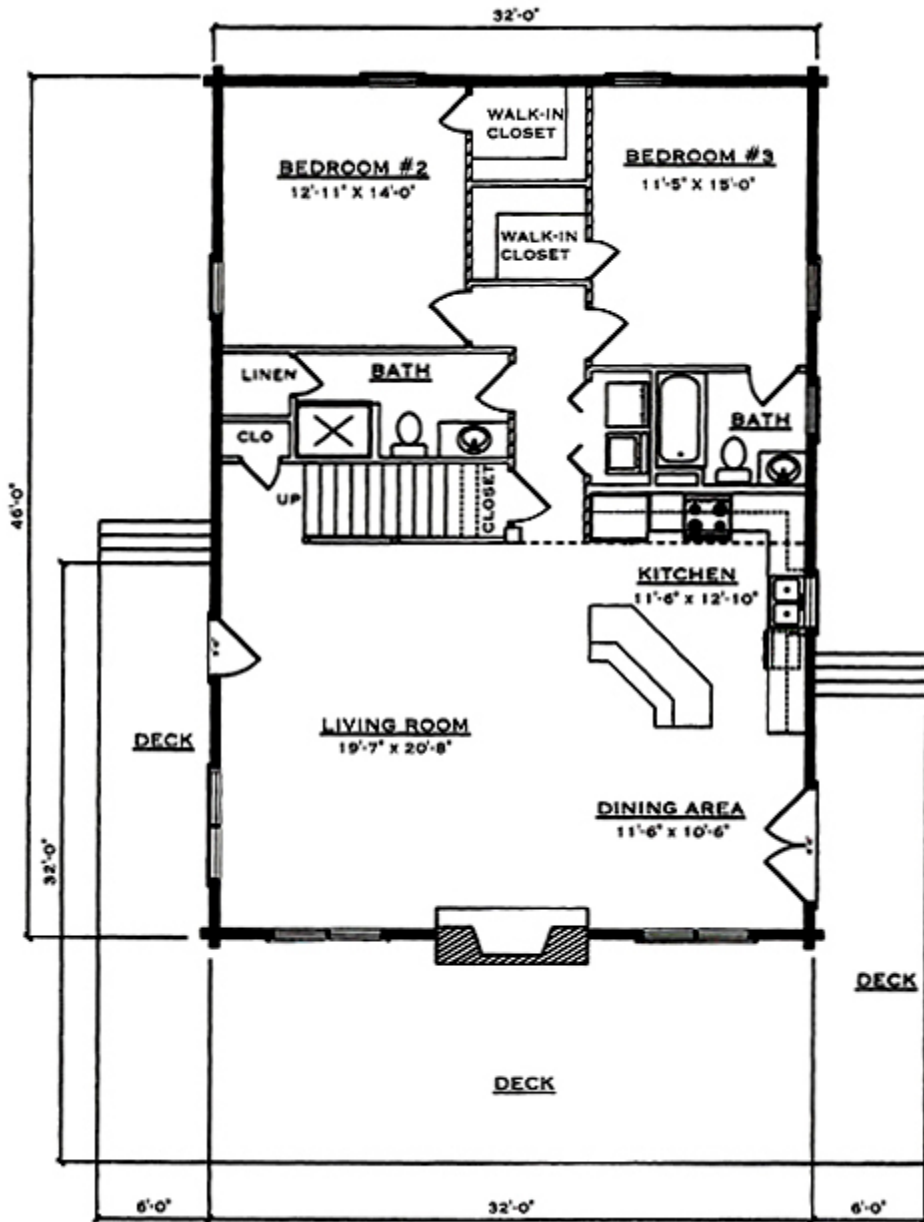 32'-0"
WALK-IN
CLOSET
BEDROOM #2
12'-11" X 14'-0"
BEDROOM #3
11'-5" X 15'-0"
WALK-IN
CLOSET
LINEN
BATH
BATH
CLO
UP
CLOSET
46'-0"
KITCHEN
11'-6" X 12'-10"
LIVING ROOM
19'-7" X 20'-8"
DECK
DINING AREA
11'-6" X 10'-6"
32'-0"
DECK
DECK
6'-0"
32'-0"
6'-0"